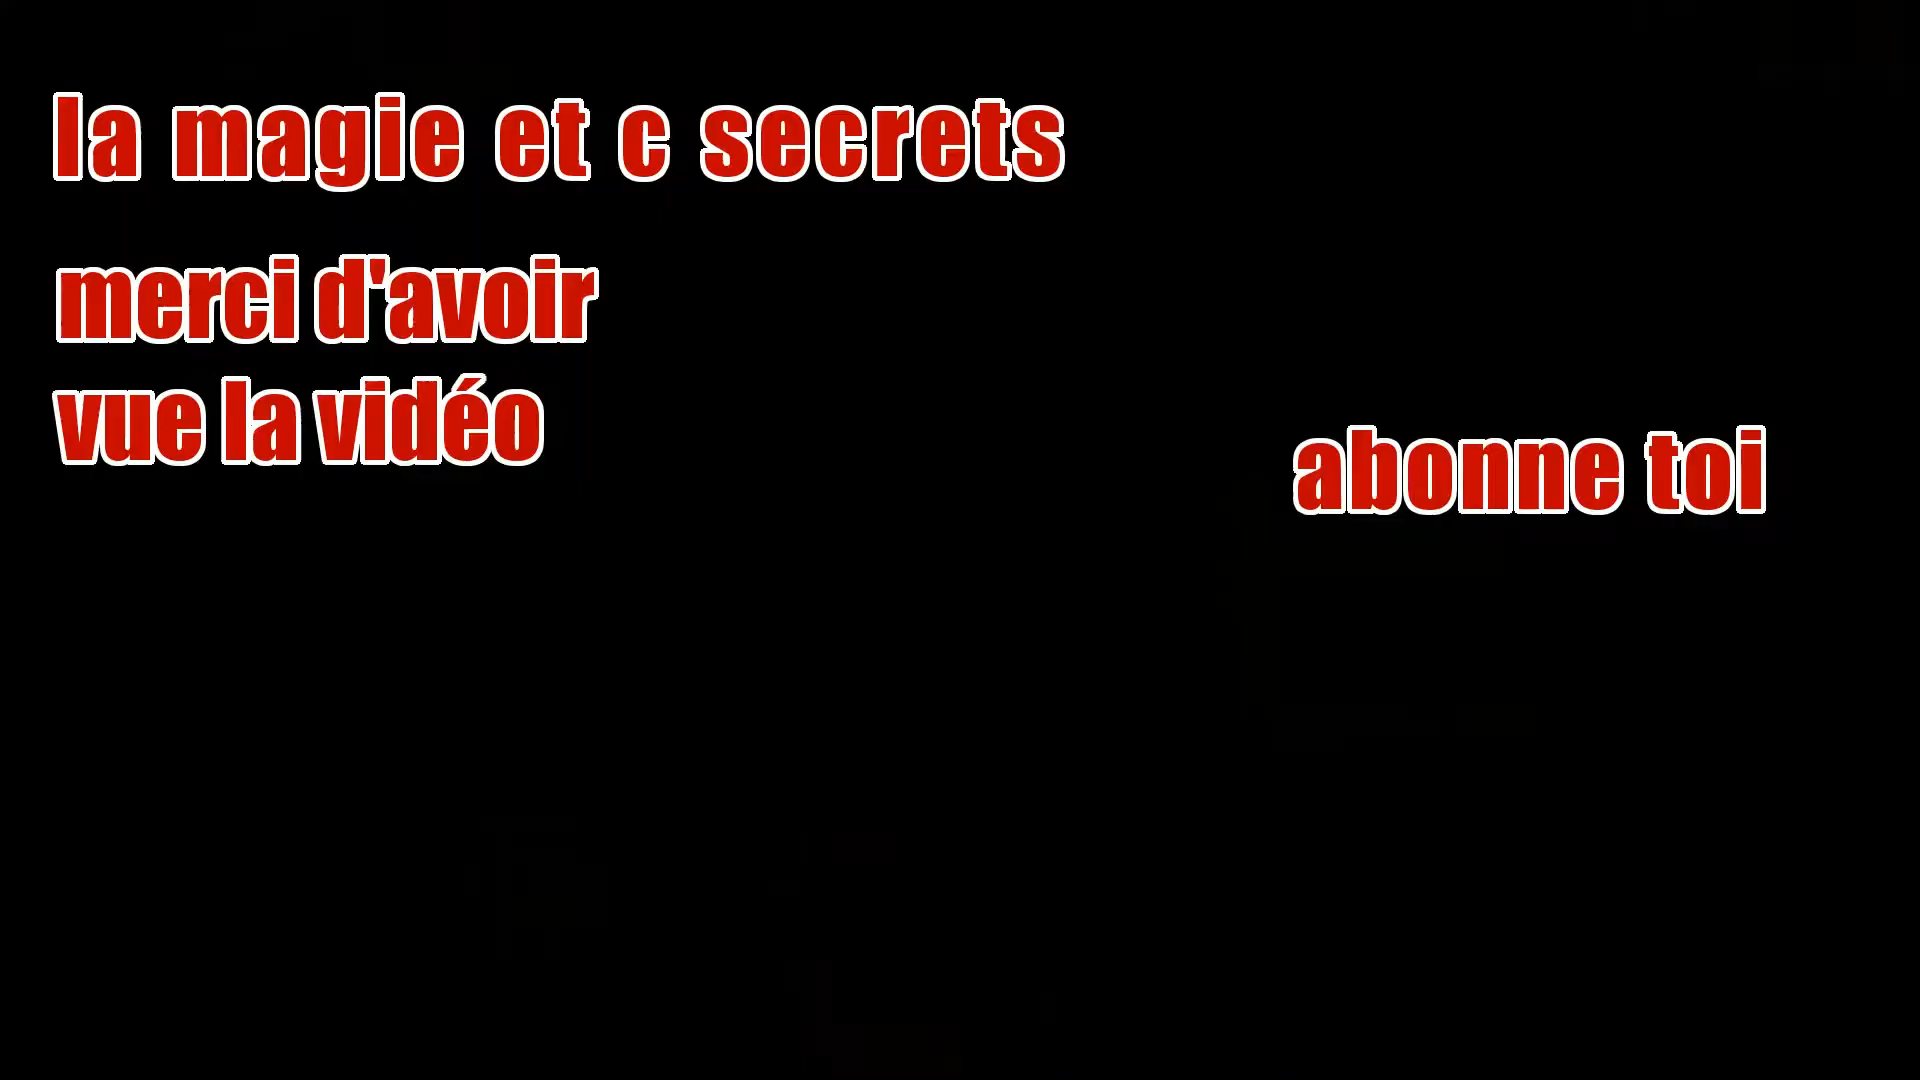 la magie et c secrets
merci d'avoir
vue la vidéo
abonne toi